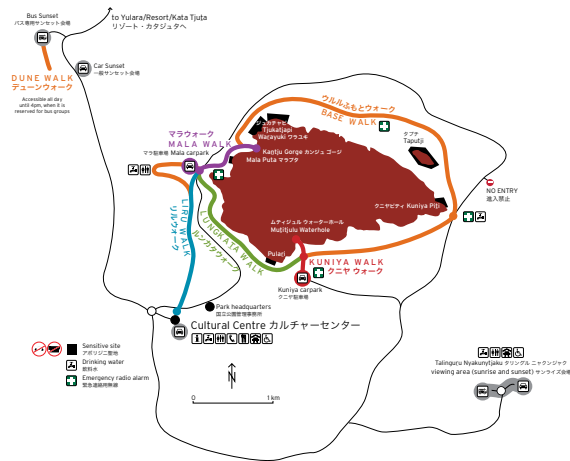 Bus Sunset
バス専用サンセット会場
to Yulara/Resort/Kata Tjuṯa
リゾート・カタジュタへ
Car Sunset
一般サンセット会場
DUNE WALK
デューンウォーク
Accessible all day
until 4pm, when it is
reserved for bus groups
ウルルふもとウォーク
BASE WALK
ジュカチャピ
Tjukatjapi
Waṟayuki ワラユキ
マラウォーク
MALA WALK
マラ駐車場 Mala carpark
Kantju Gorge カンジュ ゴージ
Mala Puta マラプタ
タプチ
Taputji
NO ENTRY
進入禁止
クニヤピティ Kuniya Piti
ムティジュル ウォーターホール
Muṯitjulu Waterhole
Pulari
LIRU WALK
リルウォーク
LUNGKATA WALK
ルンカタウォーク
KUNIYA WALK
クニヤ ウォーク
Kuniya carpark
クニヤ駐車場
Park headquarters
国立公園管理事務所
Cultural Centre カルチャーセンター
Sensitive site
アボリジニ聖地
Drinking water
飲料水
Emergency radio alarm
緊急連絡用無線
N
0 1 km
Talinguṟu Nyakunytjaku タリングル ニャクンジャク
viewing area (sunrise and sunset) サンライズ会場